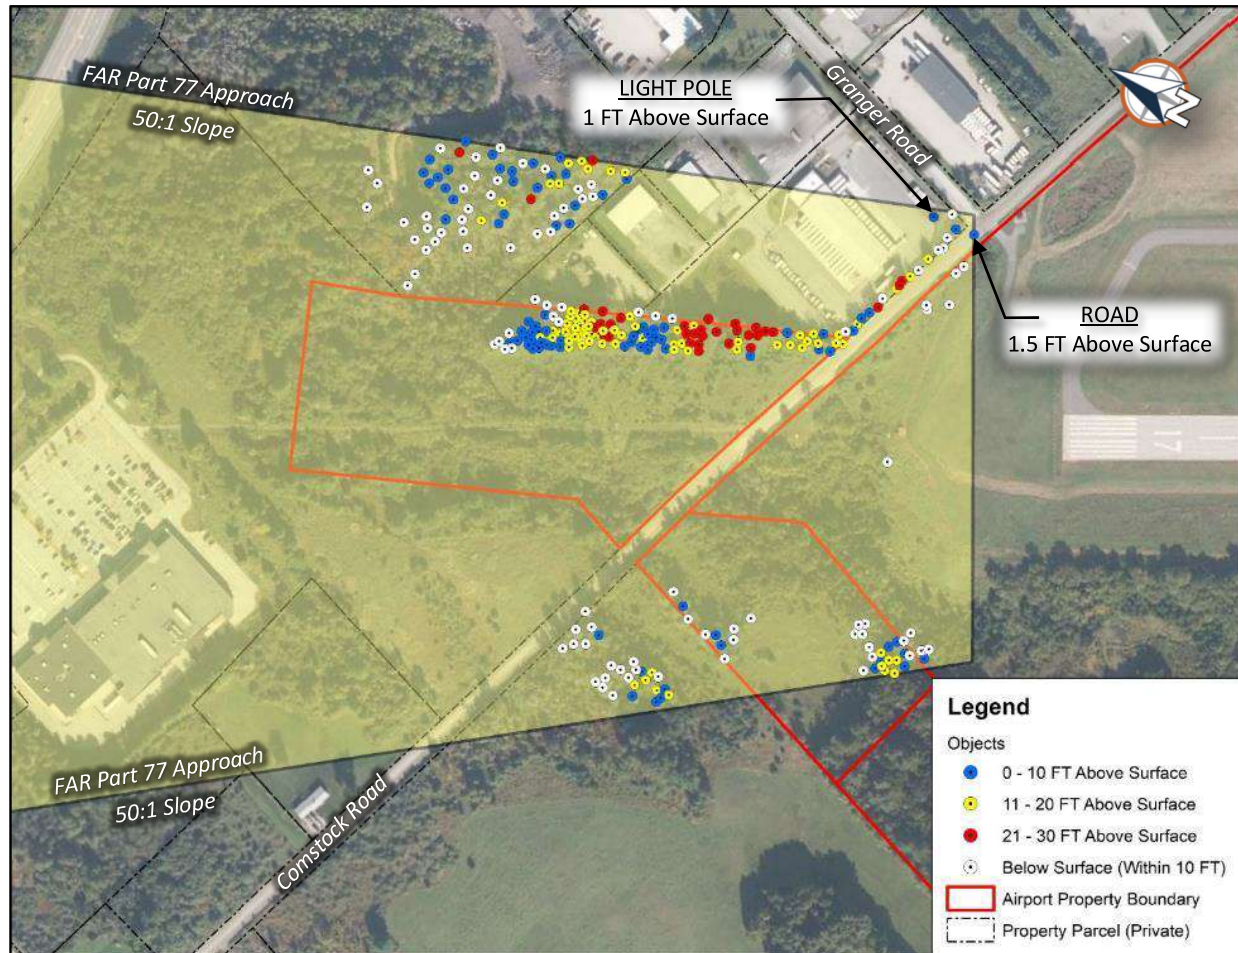 FAR Part 77 Approach
50:1 Slope
LIGHT POLE
1 FT Above Surface
Granger Road
N
ROAD
1.5 FT Above Surface
17
FAR Part 77 Approach
50:1 Slope
Comstock Road
Legend
Objects
0 - 10 FT Above Surface
11 - 20 FT Above Surface
21 - 30 FT Above Surface
Below Surface (Within 10 FT)
Airport Property Boundary
Property Parcel (Private)